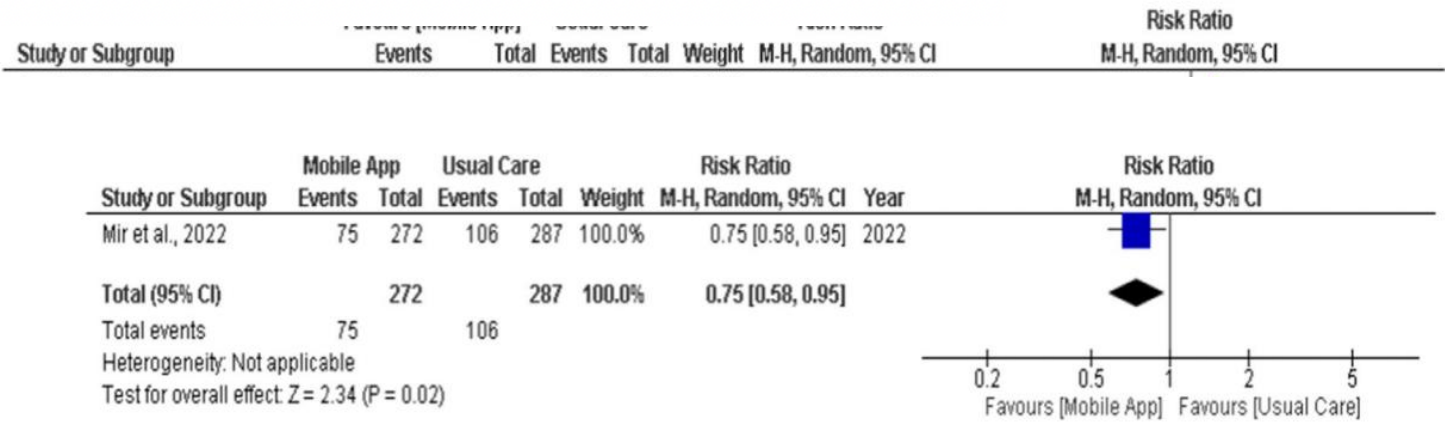 Risk Ratio
Study or Subgroup Events Total Events Total Weight M-H, Random, 95% CI M-H, Random, 95% CI
Mobile App Usual Care Risk Ratio Risk Ratio
Study or Subgroup Events Total Events Total Weight M-H, Random, 95% CI Year M-H, Random, 95% CI
Mir et al., 2022 75 272 106 287 100.0% 0.75 [0.58, 0.95] 2022
Total (95% CI) 272 287 100.0% 0.75 [0.58, 0.95]
Total events 75 106
Heterogeneity: Not applicable
Test for overall effect: Z = 2.34 (P = 0.02)
0.2 0.5 1 2 5
Favours [Mobile App] Favours [Usual Care]